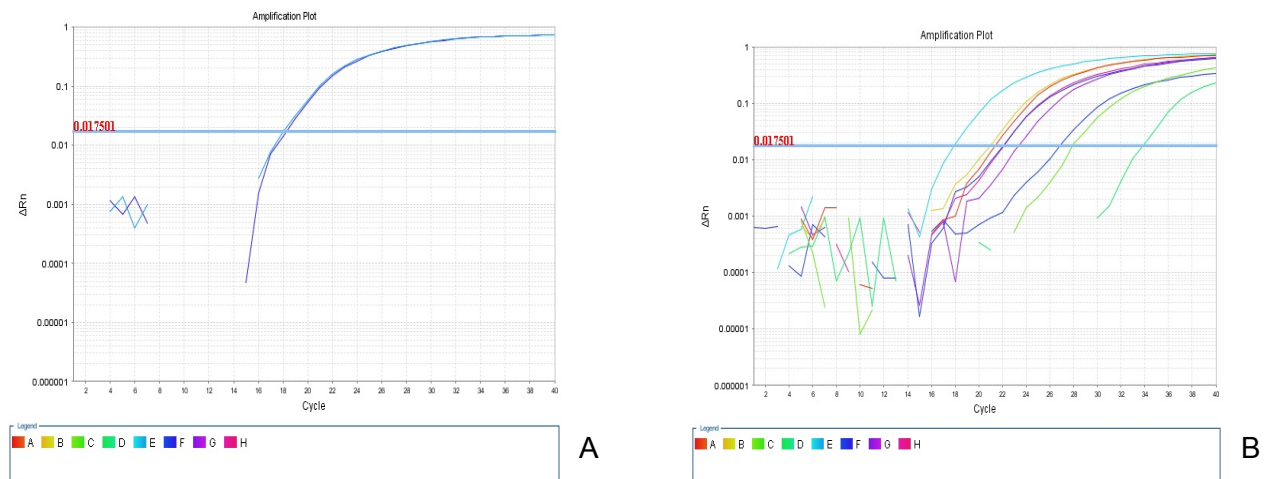 Amplification Plot
1
0.1
0.017501
0.01
0.001
0.0001
0.00001
0.000001
ΔRn
2 4 6 8 10 12 14 16 18 20 22 24 26 28 30 32 34 36 38 40
Cycle
Legend
A B C D E F G H
A
Amplification Plot
1
0.1
0.017501
0.01
0.001
0.0001
0.00001
0.000001
ΔRn
2 4 6 8 10 12 14 16 18 20 22 24 26 28 30 32 34 36 38 40
Cycle
Legend
A B C D E F G H
B